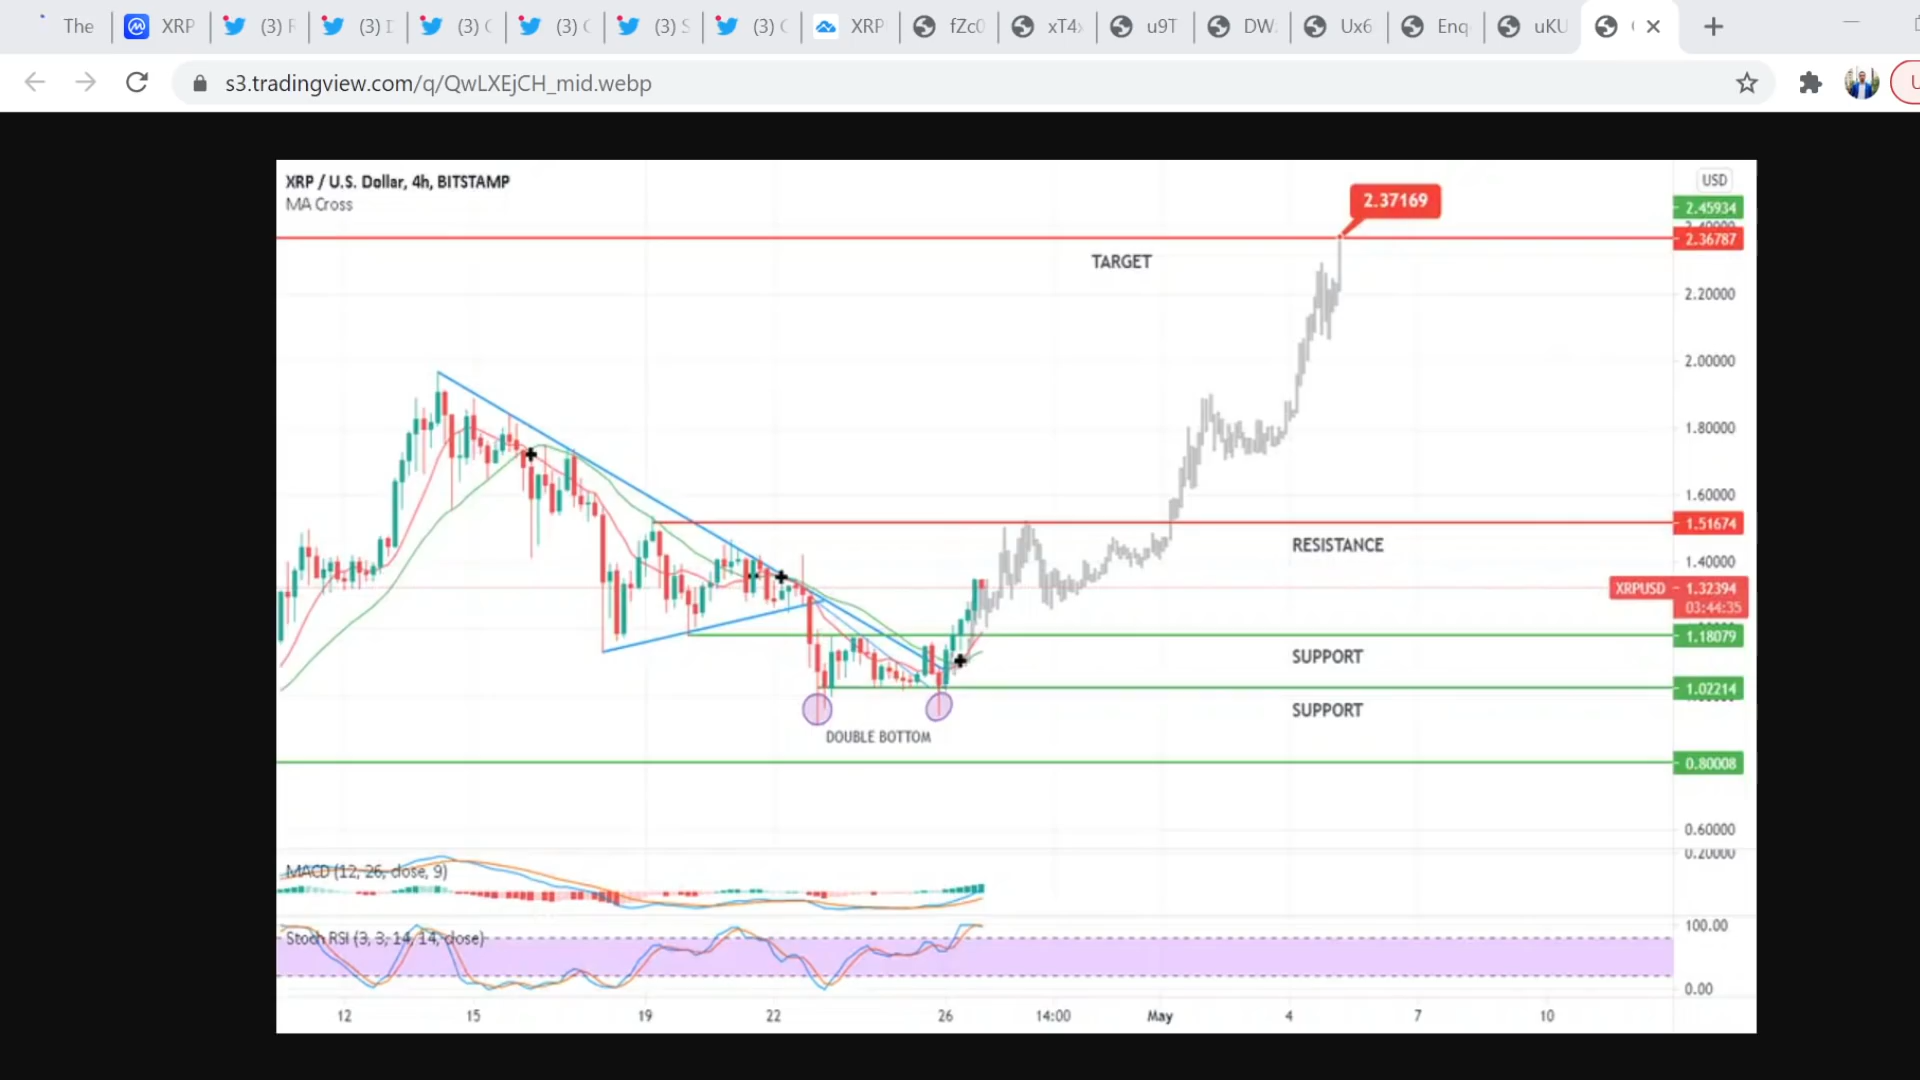 The XRP (3) (3) (3) (3) (3) (3) XRP fZc0 xT4 u9T DW Ux6 Enq uKU
s3.tradingview.com/q/QwLXEjCH_mid.webp
XRP / U.S. Dollar, 4h, BITSTAMP
MA Cross
USD
2.37169
2.45934
2.36787
TARGET
2.20000
2.00000
1.80000
1.60000
1.51674
RESISTANCE
1.40000
XRPUSD 1.32394
03:44:35
1.18079
SUPPORT
1.02214
SUPPORT
DOUBLE BOTTOM
0.80008
0.60000
0.20000
MACD (12, 26, close, 9)
100.00
Stoch RSI (3, 3, 14, 14, close)
0.00
12 15 19 22 26 14:00 May 4 7 10